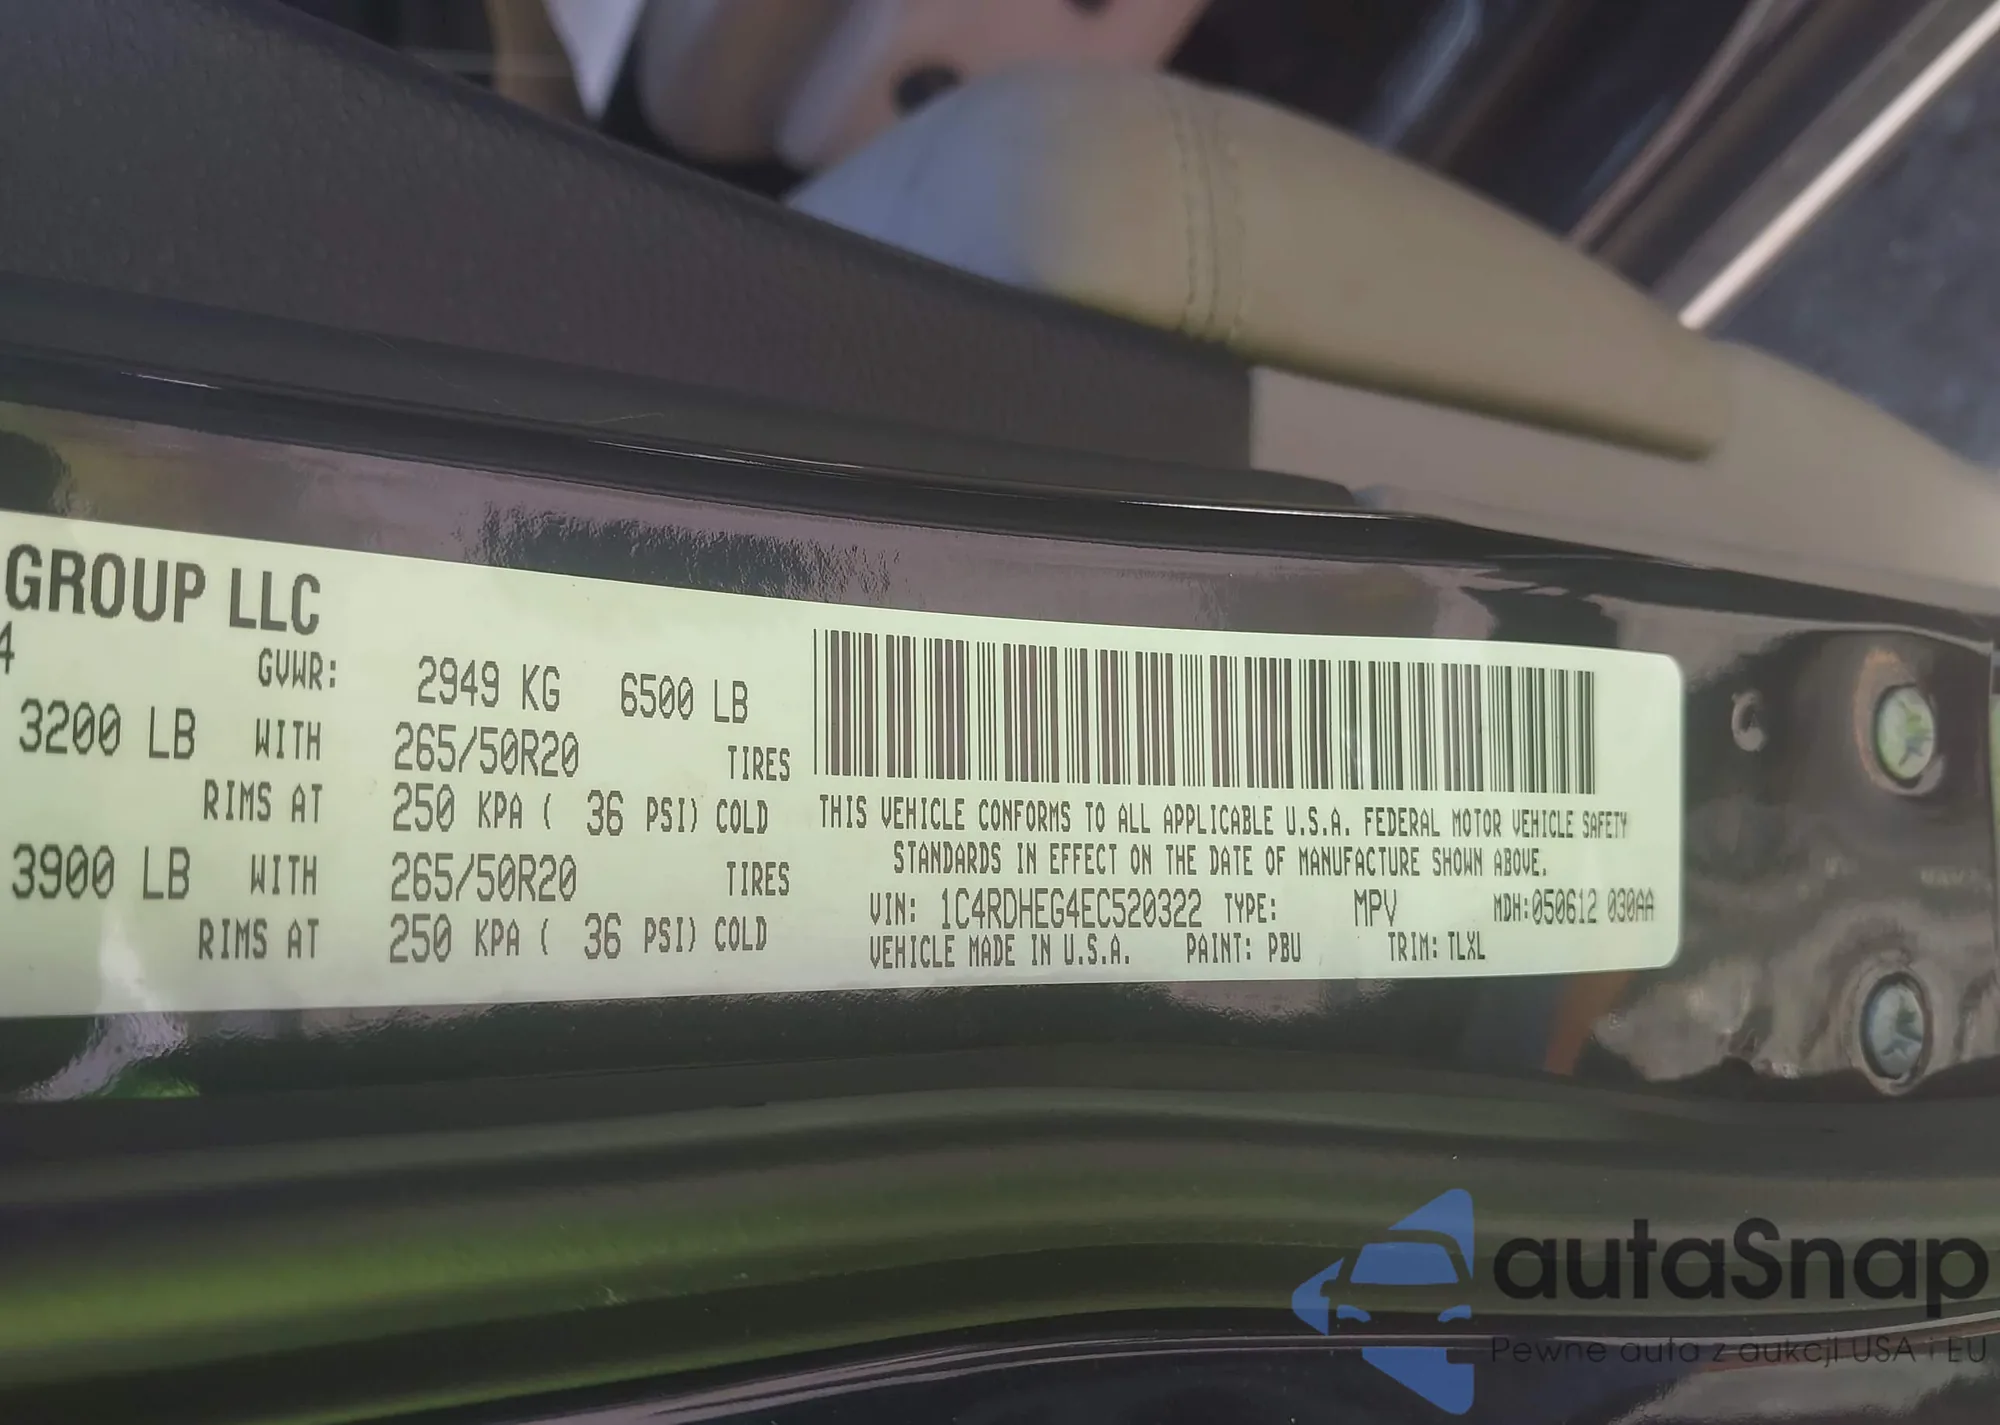 GROUP LLC
4
GVWR: 2949 KG 6500 LB
3200 LB WITH 265/50R20 TIRES
RIMS AT 250 KPA ( 36 PSI) COLD
3900 LB WITH 265/50R20 TIRES
RIMS AT 250 KPA ( 36 PSI) COLD
THIS VEHICLE CONFORMS TO ALL APPLICABLE U.S.A. FEDERAL MOTOR VEHICLE SAFETY
STANDARDS IN EFFECT ON THE DATE OF MANUFACTURE SHOWN ABOVE.
VIN: 1C4RDHEG4EC520322 TYPE: MPV MDH:050612 030AA
VEHICLE MADE IN U.S.A. PAINT: PBU TRIM: TLXL
autaSnap
Pewne auta z aukcji USA i EU